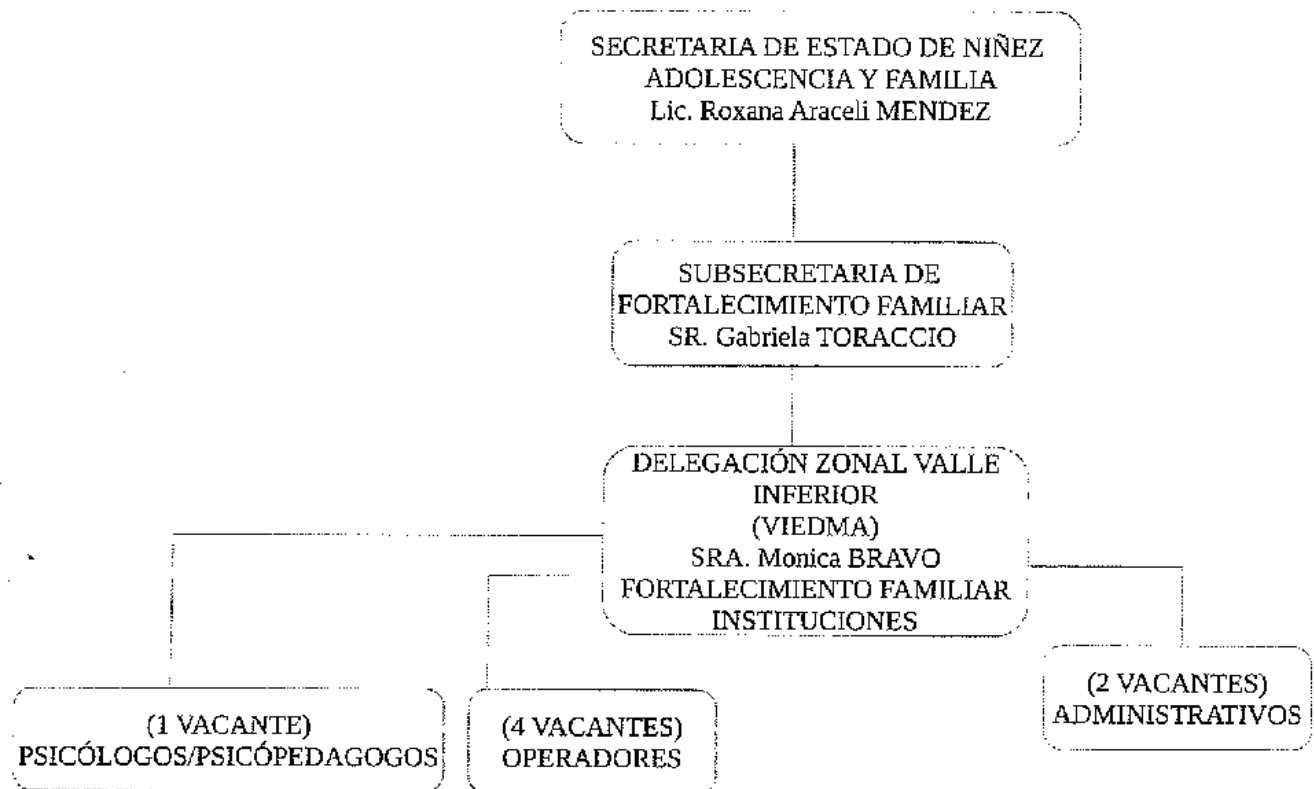 SECRETARIA DE ESTADO DE NIÑEZ
ADOLESCENCIA Y FAMILIA
Lic. Roxana Araceli MENDEZ
SUBSECRETARIA DE
FORTALECIMIENTO FAMILIAR
SR. Gabriela TORACCIO
DELEGACIÓN ZONAL VALLE
INFERIOR
(VIEDMA)
SRA. Monica BRAVO
FORTALECIMIENTO FAMILIAR
INSTITUCIONES
(1 VACANTE)
PSICÓLOGOS/PSICÓPEDAGOGOS
(4 VACANTES)
OPERADORES
(2 VACANTES)
ADMINISTRATIVOS